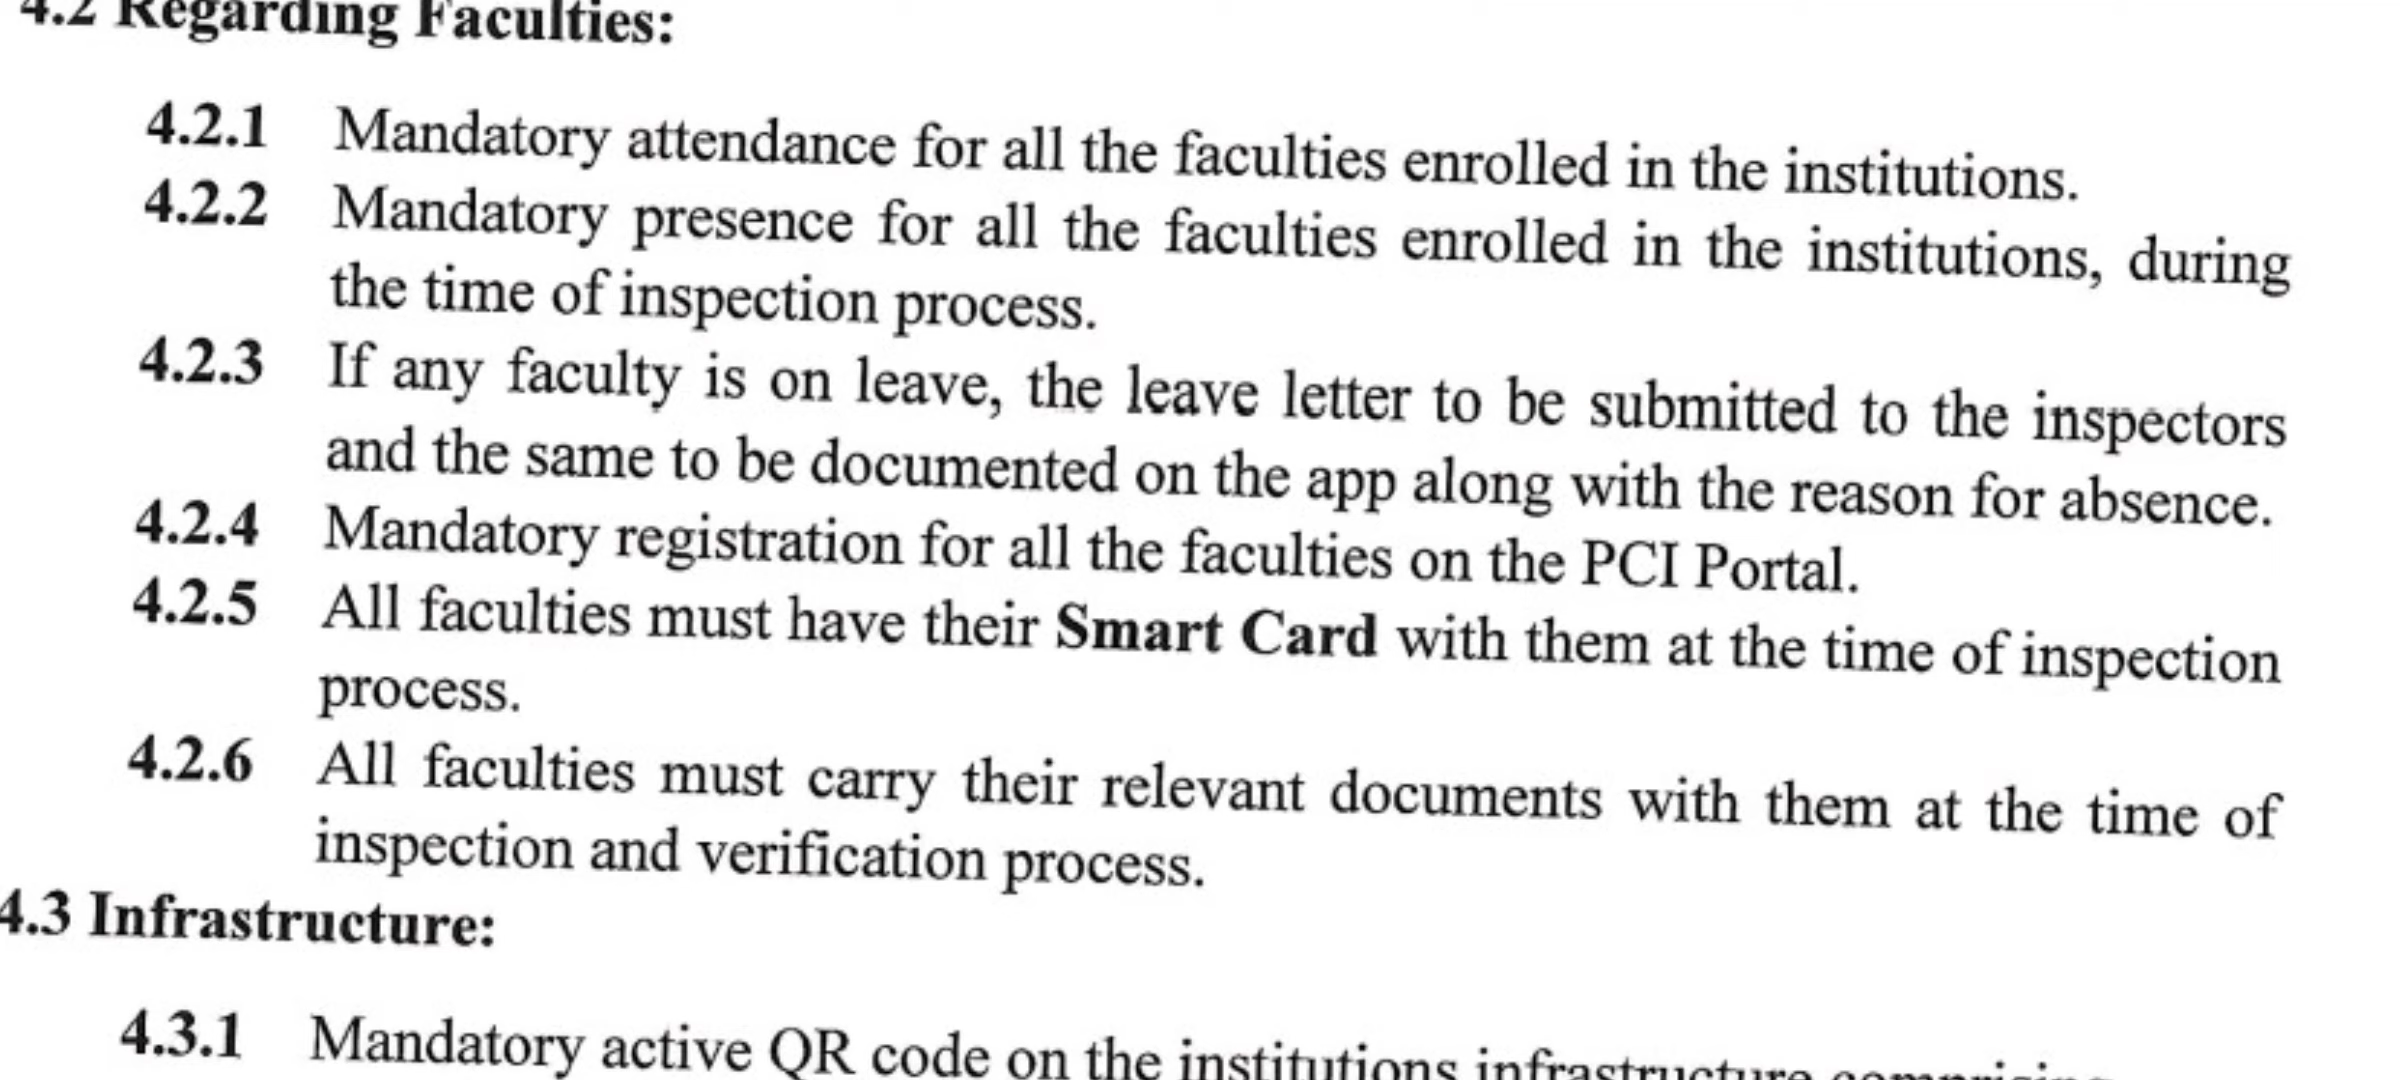 4.2 Regarding Faculties:
4.2.1 Mandatory attendance for all the faculties enrolled in the institutions.
4.2.2 Mandatory presence for all the faculties enrolled in the institutions, during
the time of inspection process.
4.2.3 If any faculty is on leave, the leave letter to be submitted to the inspectors
and the same to be documented on the app along with the reason for absence.
4.2.4 Mandatory registration for all the faculties on the PCI Portal.
4.2.5 All faculties must have their Smart Card with them at the time of inspection
process.
4.2.6 All faculties must carry their relevant documents with them at the time of
inspection and verification process.
4.3 Infrastructure:
4.3.1 Mandatory active QR code on the institutions infrastructure comprising